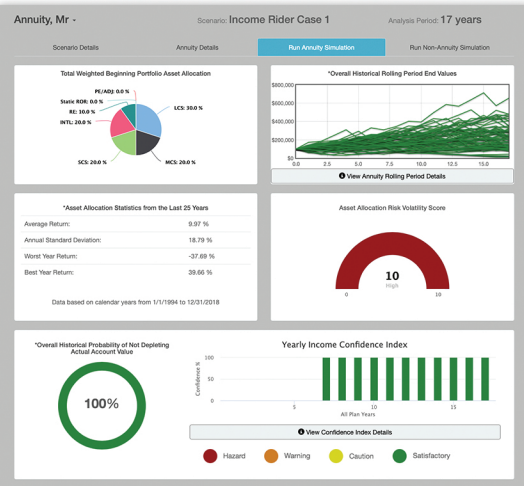 Annuity, Mr -
Scenario: Income Rider Case 1
Analysis Period: 17 years
Scenario Details
Annuity Details
Run Annuity Simulation
Run Non-Annuity Simulation
Total Weighted Beginning Portfolio Asset Allocation
PE/ADJ: 0.0 %
Static ROR: 0.0 %
RE: 10.0 %
INTL: 20.0 %
SCS: 20.0 %
LCS: 30.0 %
MCS: 20.0 %
*Overall Historical Rolling Period End Values
$800,000
$600,000
$400,000
$200,000
$0
0.0 2.5 5.0 7.5 10.0 12.5 15.0
View Annuity Rolling Period Details
*Asset Allocation Statistics from the Last 25 Years
Average Return: 9.97 %
Annual Standard Deviation: 18.79 %
Worst Year Return: -37.69 %
Best Year Return: 39.66 %
Data based on calendar years from 1/1/1994 to 12/31/2018
Asset Allocation Risk Volatility Score
10
High
0 10
*Overall Historical Probability of Not Depleting
Actual Account Value
100%
Yearly Income Confidence Index
Confidence %
100
50
0
5 10 15
All Plan Years
View Confidence Index Details
Hazard Warning Caution Satisfactory